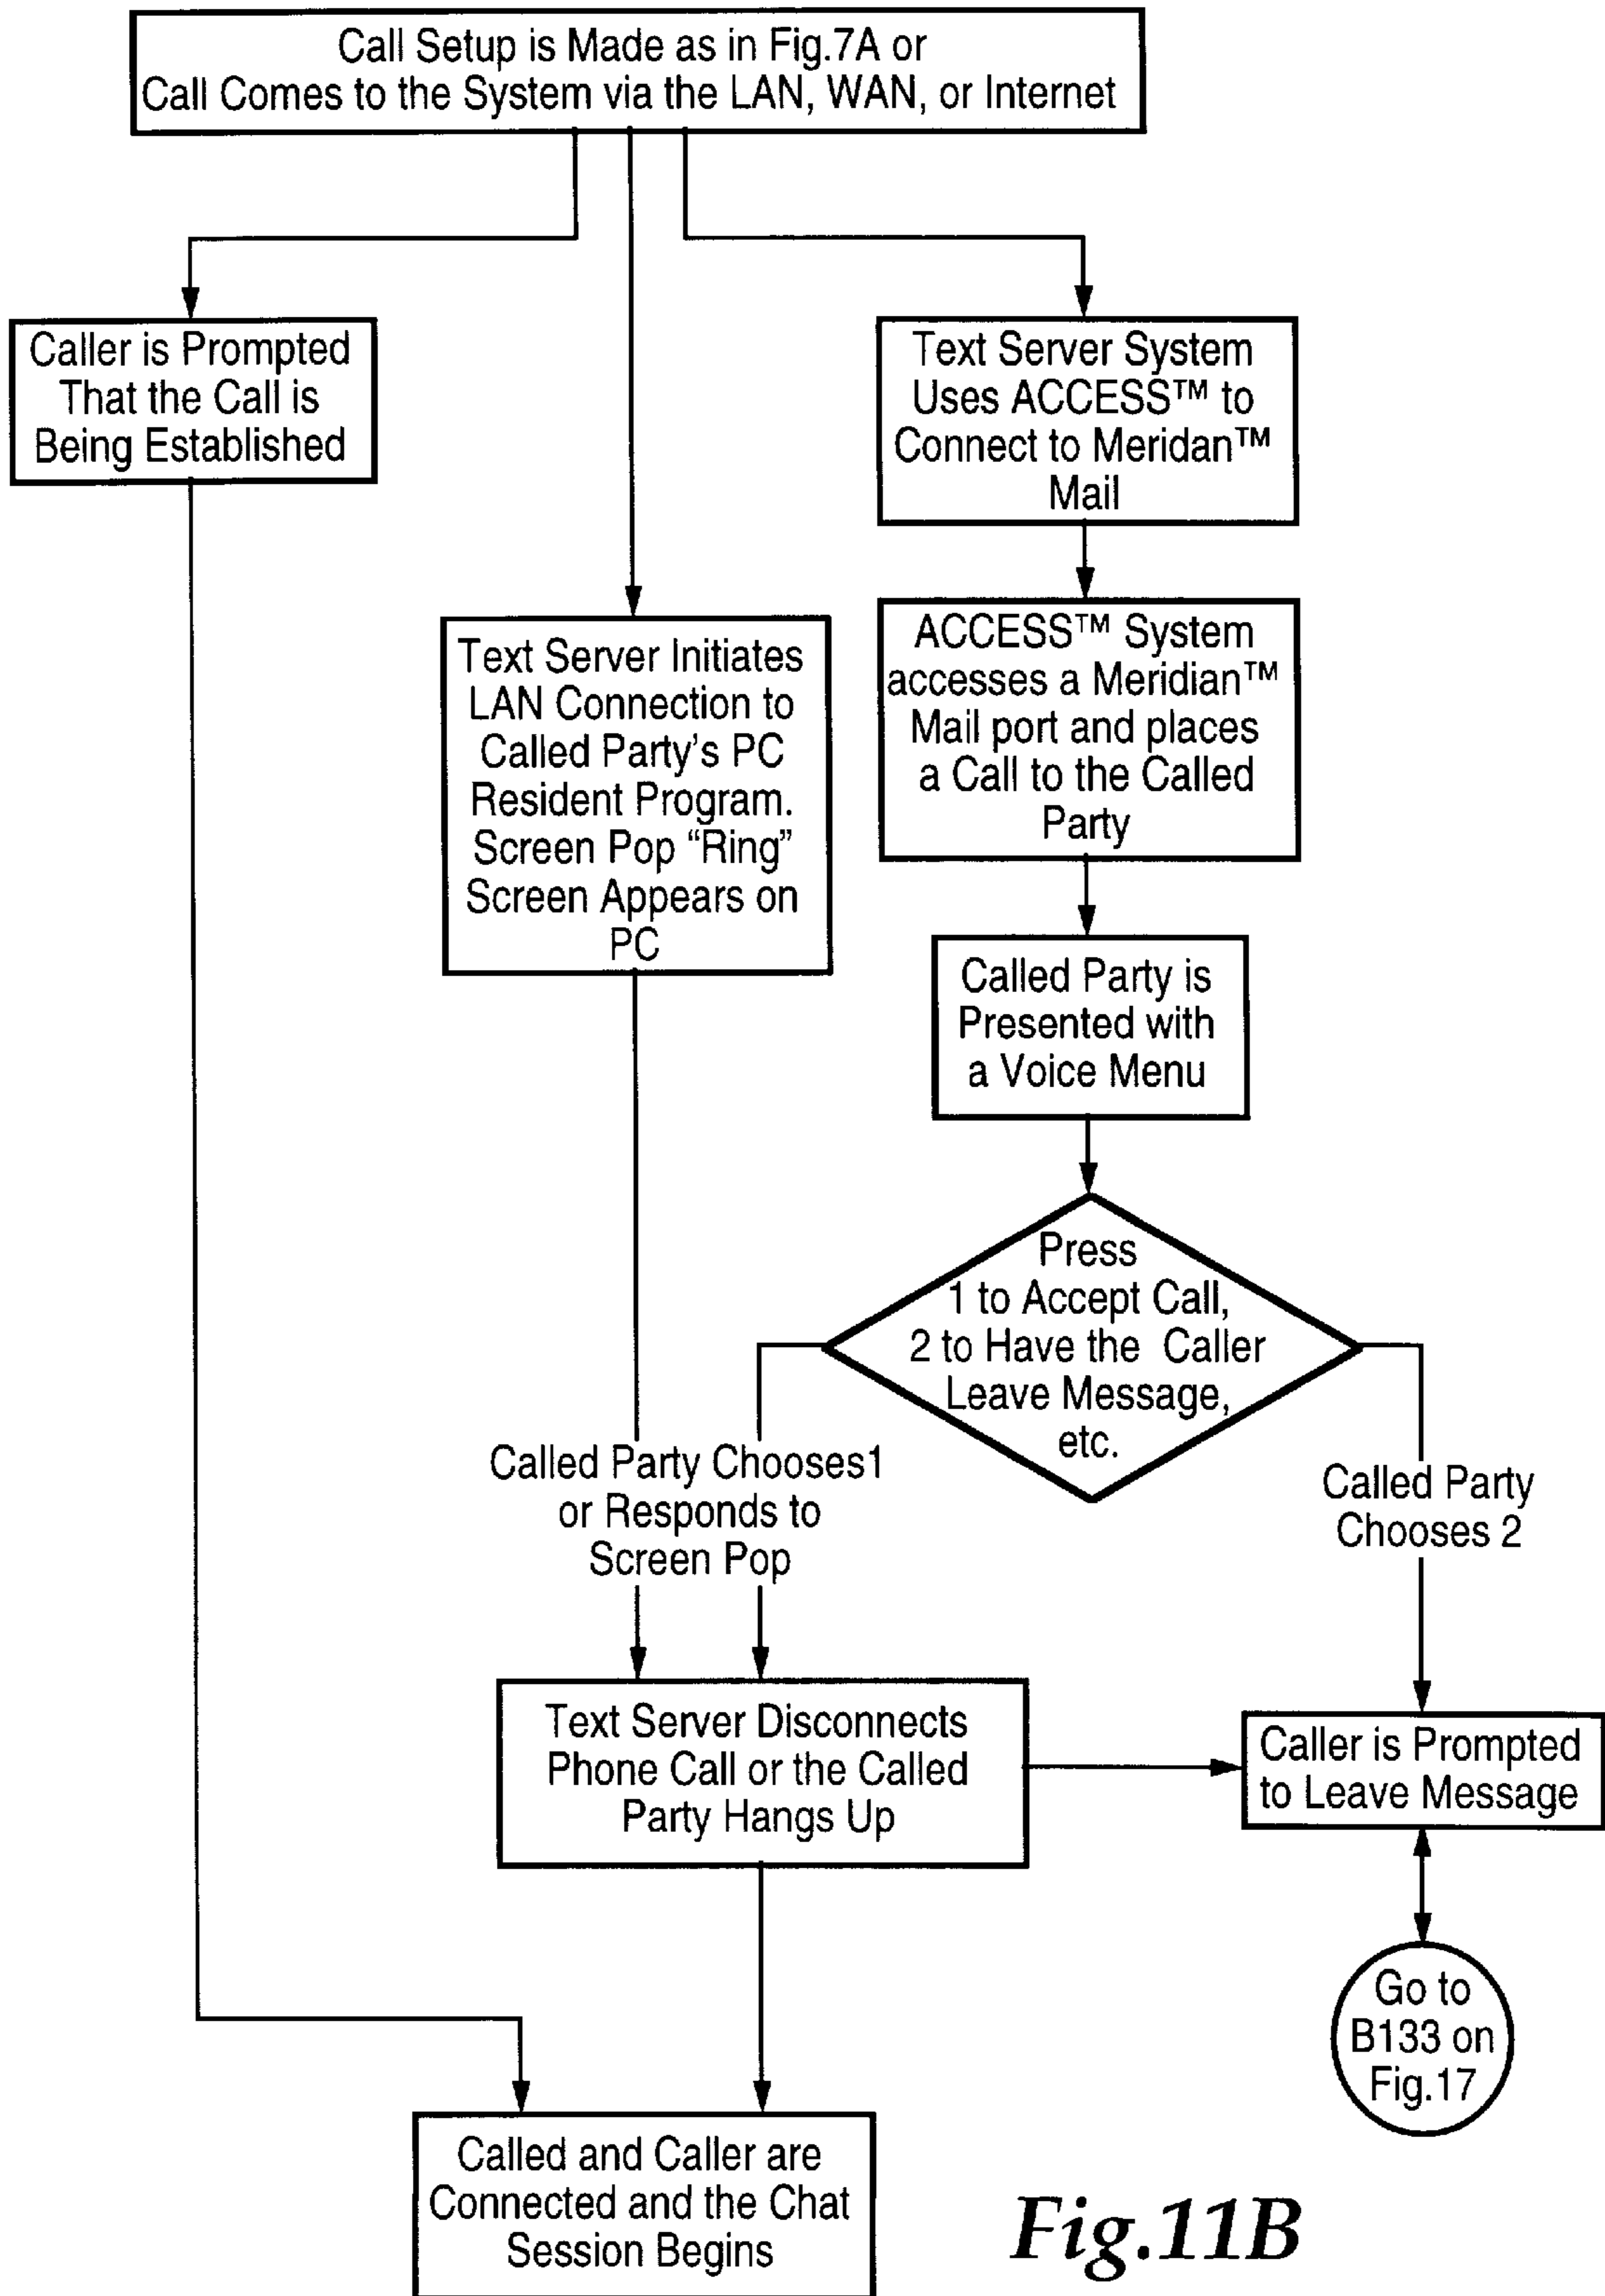 Call Setup is Made as in Fig.7A or
Call Comes to the System via the LAN, WAN, or Internet
Caller is Prompted
That the Call is
Being Established
Text Server System
Uses ACCESS™ to
Connect to Meridan™
Mail
Text Server Initiates
LAN Connection to
Called Party's PC
Resident Program.
Screen Pop “Ring”
Screen Appears on
PC
ACCESS™ System
accesses a Meridian™
Mail port and places
a Call to the Called
Party
Called Party is
Presented with
a Voice Menu
Press
1 to Accept Call,
2 to Have the Caller
Leave Message,
etc.
Called Party Chooses1
or Responds to
Screen Pop
Called Party
Chooses 2
Text Server Disconnects
Phone Call or the Called
Party Hangs Up
Caller is Prompted
to Leave Message
Go to
B133 on
Fig.17
Called and Caller are
Connected and the Chat
Session Begins
Fig.11B